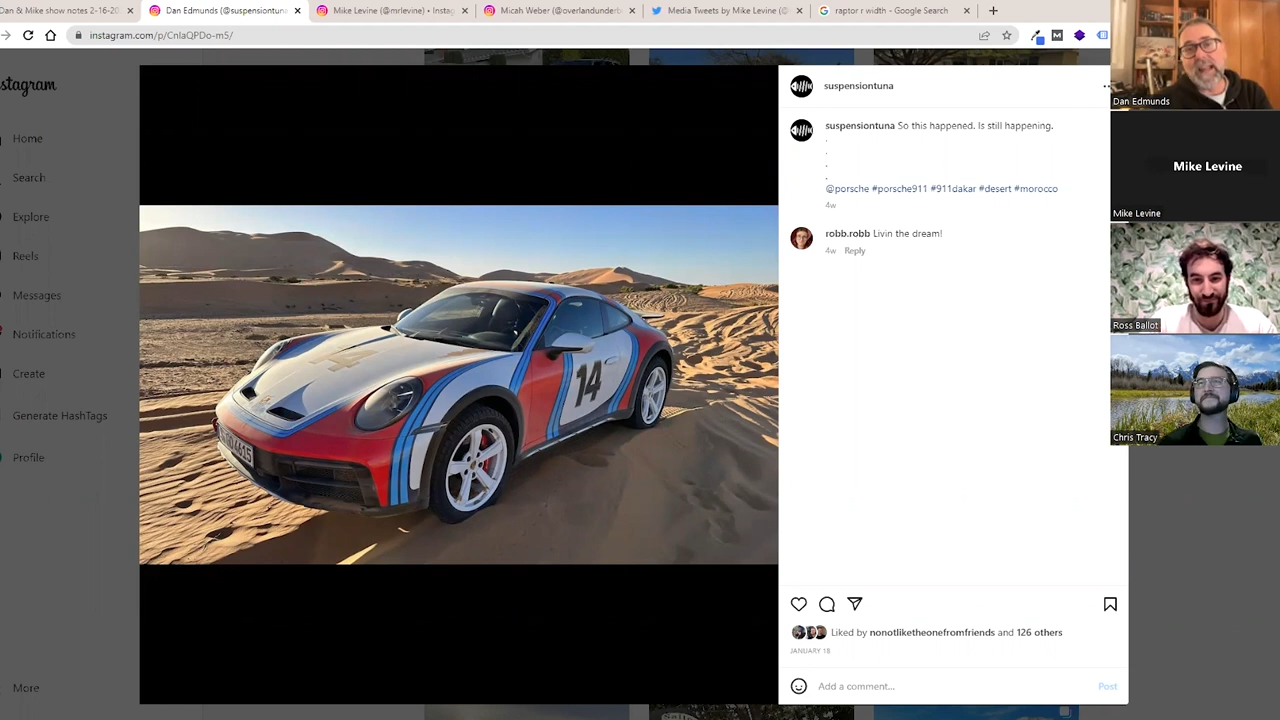 an & Mike show notes 2-16-20
Dan Edmunds (@suspensiontun
Mike Levine (@mrlevine) • Instag
Micah Weber (@overlandunderb
Media Tweets by Mike Levine (@
raptor r width - Google Search
instagram.com/p/CnlaQPDo-m5/
stagram
Home
Search
Explore
Reels
Messages
Notifications
Create
Generate HashTags
Profile
More
14
suspensiontuna
suspensiontuna So this happened. Is still happening.
.
.
.
.
@porsche #porsche911 #911dakar #desert #morocco
4w
robb.robb Livin the dream!
4w Reply
Liked by nonotliketheonefromfriends and 126 others
JANUARY 18
Add a comment...
Post
Dan Edmunds
Mike Levine
Mike Levine
Ross Ballot
Chris Tracy